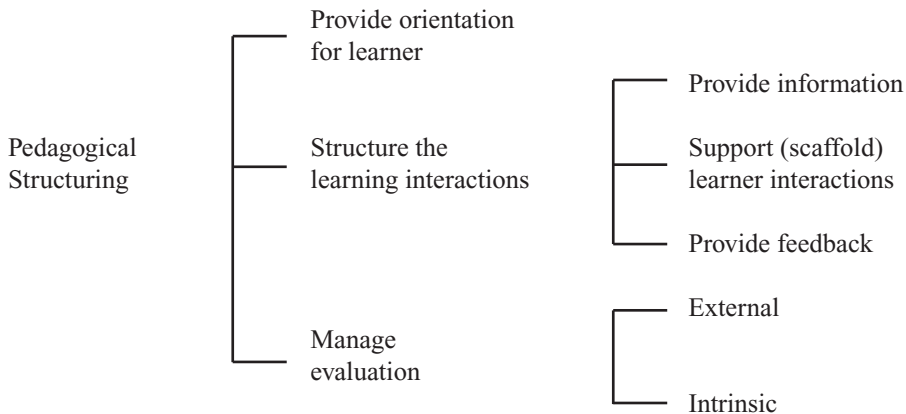 Pedagogical
Structuring
Provide orientation
for learner
Structure the
learning interactions
Provide information
Support (scaffold)
learner interactions
Provide feedback
Manage
evaluation
External
Intrinsic